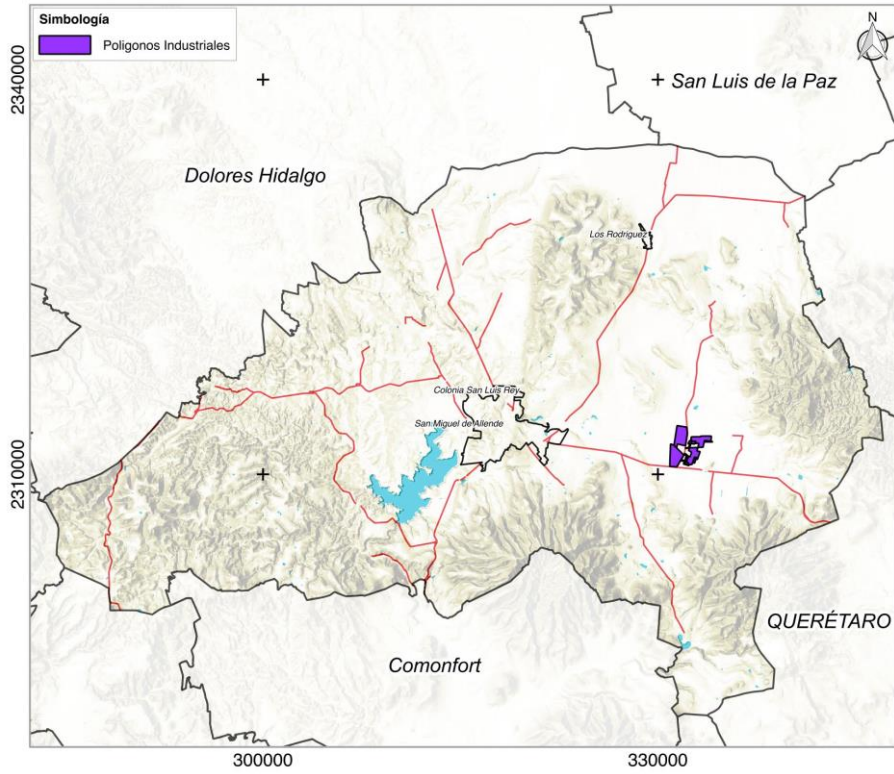 Simbología
Poligonos Industriales
N
2340000
San Luis de la Paz
Dolores Hidalgo
Los Rodriguez
Colonia San Luis Rey
San Miguel de Allende
2310000
QUERÉTARO
Comonfort
300000
330000